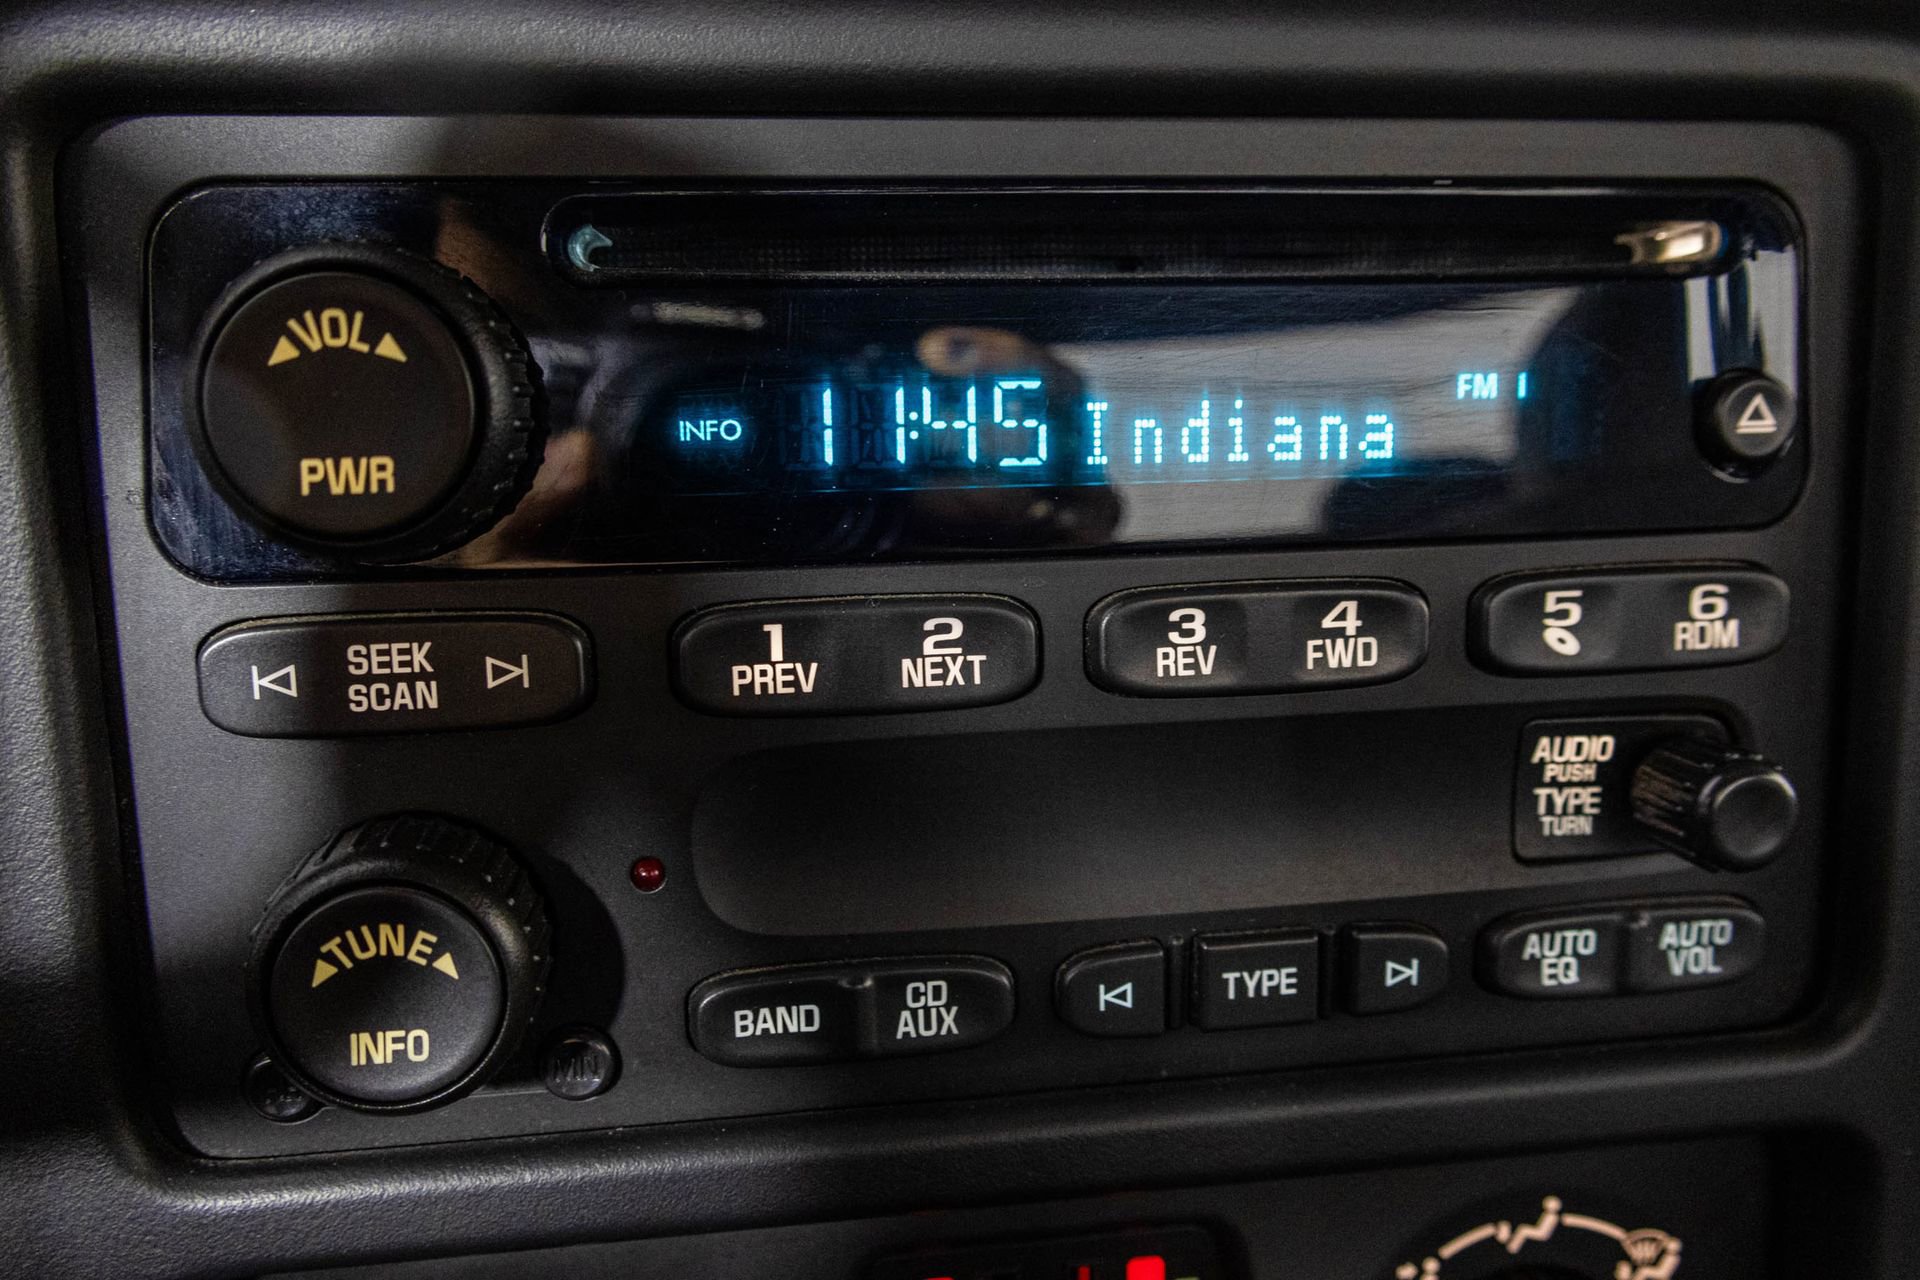 VOL
PWR
INFO 11:45 Indiana FM 1
SEEK
SCAN
1
PREV
2
NEXT
3
REV
4
FWD
5
6
RDM
AUDIO
PUSH
TYPE
TURN
TUNE
INFO
BAND
CD
AUX
TYPE
AUTO
EQ
AUTO
VOL
MN